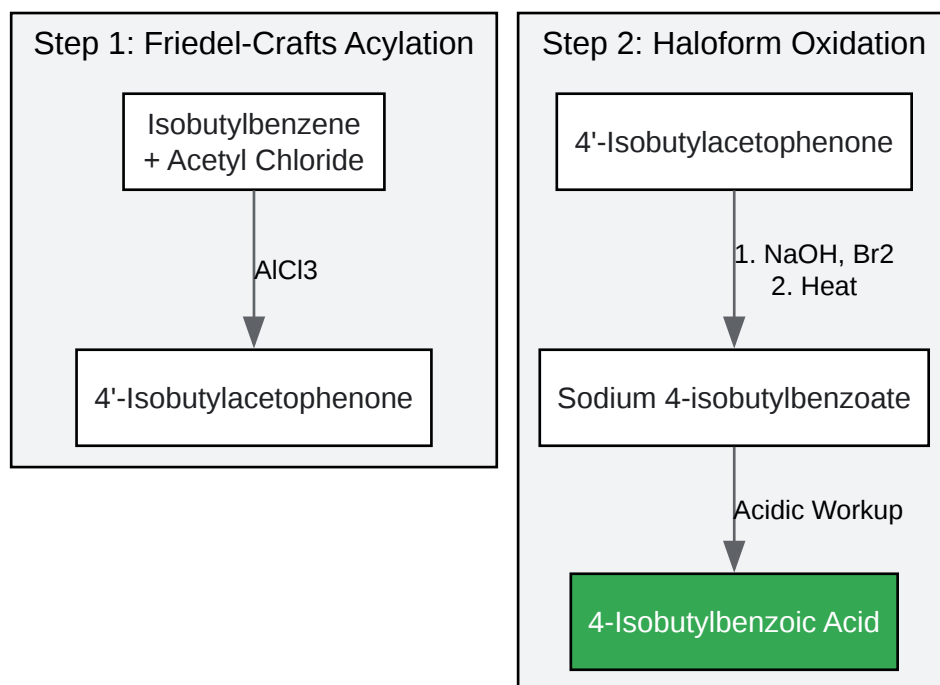 Step 1: Friedel-Crafts Acylation
Isobutylbenzene
+ Acetyl Chloride
AlCl3
4'-Isobutylacetophenone
Step 2: Haloform Oxidation
4'-Isobutylacetophenone
1. NaOH, Br2
2. Heat
Sodium 4-isobutylbenzoate
Acidic Workup
4-Isobutylbenzoic Acid